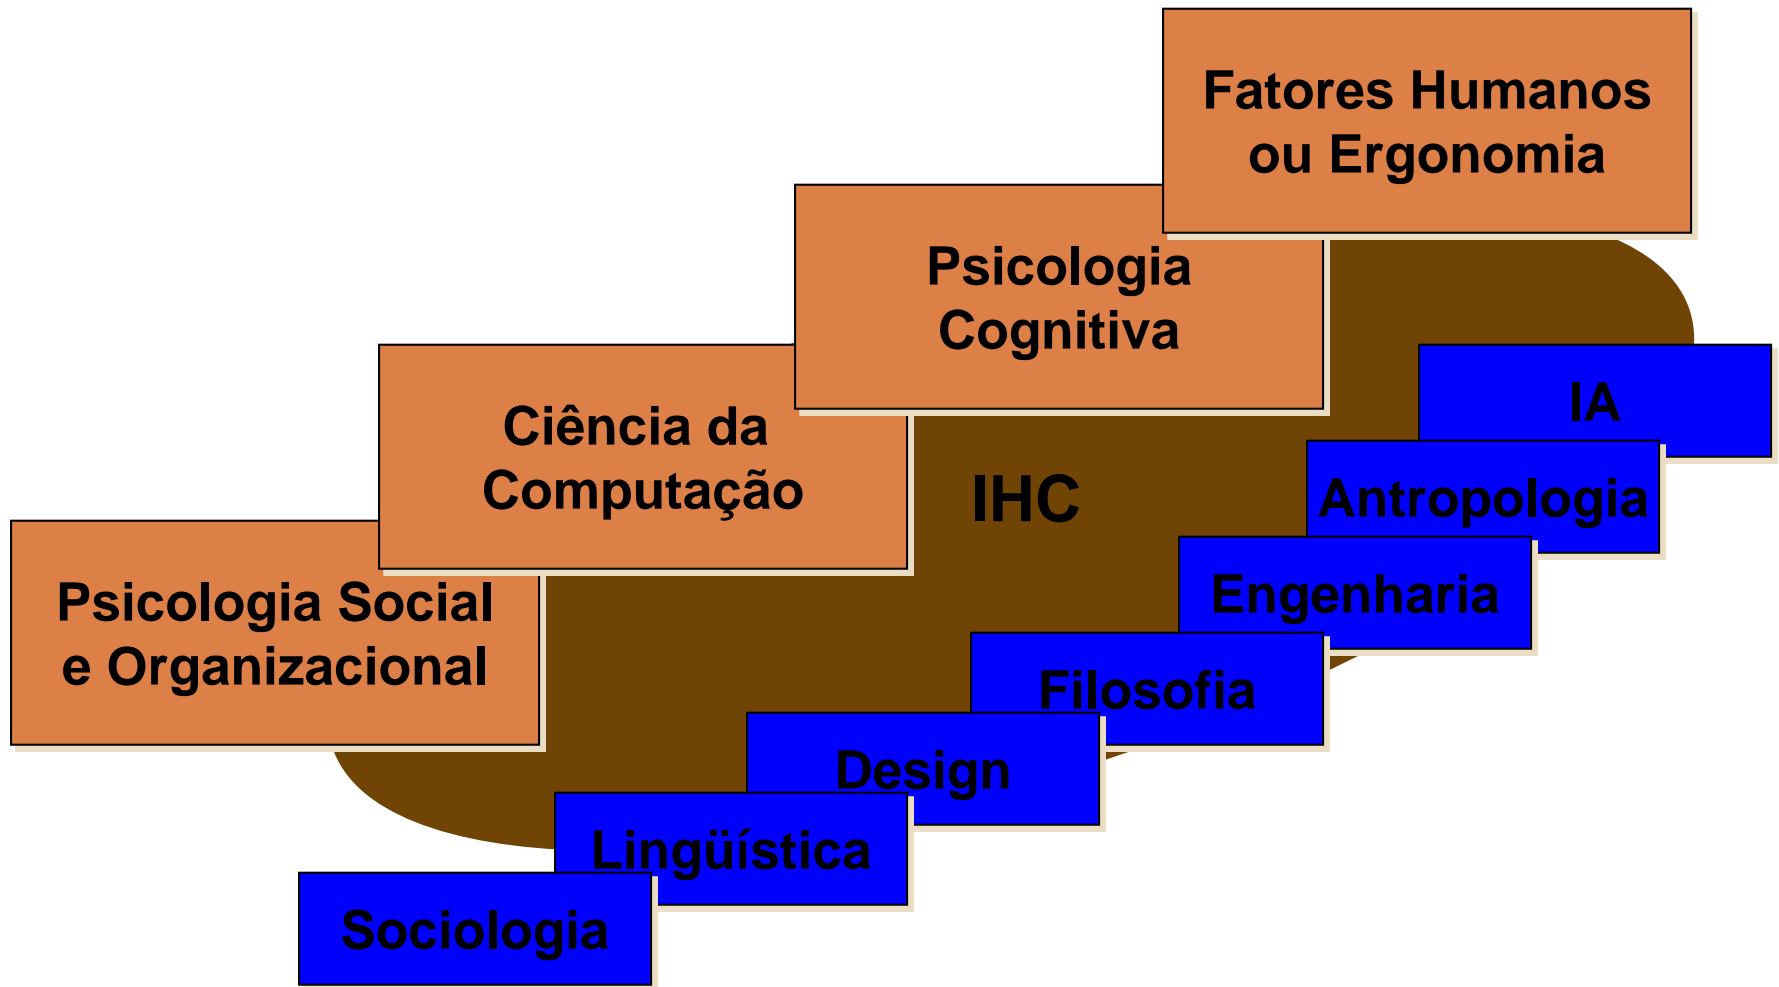 Fatores Humanos
ou Ergonomia
Psicologia
Cognitiva
Ciência da
Computação
Psicologia Social
e Organizacional
IHC
IA
Antropologia
Engenharia
Filosofia
Design
Lingüística
Sociologia